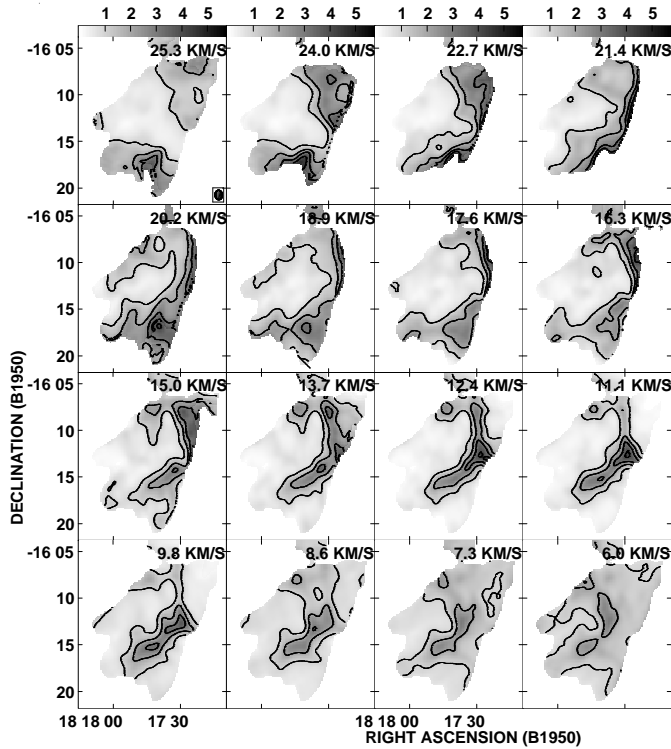 1 2 3 4 5 1 2 3 4 5 1 2 3 4 5 1 2 3 4 5
-16 05 25.3 KM/S 24.0 KM/S 22.7 KM/S 21.4 KM/S
10
15
20
20.2 KM/S 18.9 KM/S 17.6 KM/S 16.3 KM/S
-16 05
10
15
20
15.0 KM/S 13.7 KM/S 12.4 KM/S 11.1 KM/S
-16 05
10
15
20
9.8 KM/S 8.6 KM/S 7.3 KM/S 6.0 KM/S
-16 05
10
15
20
DECLINATION (B1950)
18 18 00 17 30 18 18 00 17 30
RIGHT ASCENSION (B1950)